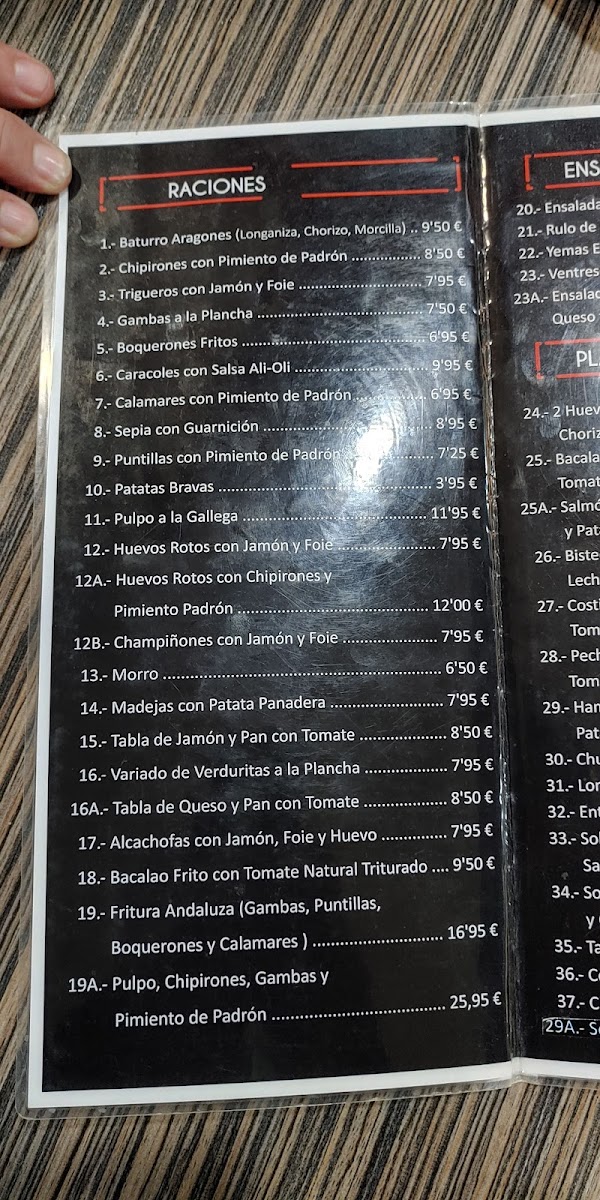 RACIONES
1.- Baturro Aragones (Longaniza, Chorizo, Morcilla) .. 9'50 €
2.- Chipirones con Pimiento de Padrón ................. 8'50 €
3.- Trigueros con Jamón y Foie .............................. 7'95 €
4.- Gambas a la Plancha ........................................ 7'50 €
5.- Boquerones Fritos ............................................ 6'95 €
6.- Caracoles con Salsa Ali-Oli ................................ 9'95 €
7.- Calamares con Pimiento de Padrón .................. 6'95 €
8.- Sepia con Guarnición ........................................ 8'95 €
9.- Puntillas con Pimiento de Padrón ..................... 7'25 €
10.- Patatas Bravas ................................................ 3'95 €
11.- Pulpo a la Gallega ......................................... 11'95 €
12.- Huevos Rotos con Jamón y Foie ....................... 7'95 €
12A.- Huevos Rotos con Chipirones y
Pimiento Padrón .......................................... 12'00 €
12B.- Champiñones con Jamón y Foie ..................... 7'95 €
13.- Morro ............................................................ 6'50 €
14.- Madejas con Patata Panadera ......................... 7'95 €
15.- Tabla de Jamón y Pan con Tomate ................... 8'50 €
16.- Variado de Verduritas a la Plancha .................. 7'95 €
16A.- Tabla de Queso y Pan con Tomate .................. 8'50 €
17.- Alcachofas con Jamón, Foie y Huevo ............... 7'95 €
18.- Bacalao Frito con Tomate Natural Triturado .... 9'50 €
19.- Fritura Andaluza (Gambas, Puntillas,
Boquerones y Calamares ) ............................. 16'95 €
19A.- Pulpo, Chipirones, Gambas y
Pimiento de Padrón ..................................... 25,95 €
ENS
20.- Ensalada
21.- Rulo de
22.- Yemas E
23.- Ventres
23A.- Ensalad
Queso
PL
24.- 2 Huev
Choriz
25.- Bacala
Tomat
25A.- Salmó
y Pat
26.- Biste
Lech
27.- Costi
Tom
28.- Pech
Tom
29.- Han
Pat
30.- Chu
31.- Lor
32.- Ent
33.- Sol
Sa
34.- So
y
35.- Ta
36.- C
37.- C
29A.- S